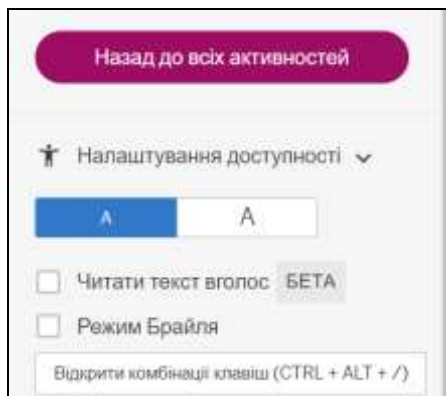 Назад до всіх активностей
Налаштування доступності
A A
Читати текст вголос БЕТА
Режим Брайля
Відкрити комбінації клавіш (CTRL + ALT + /)